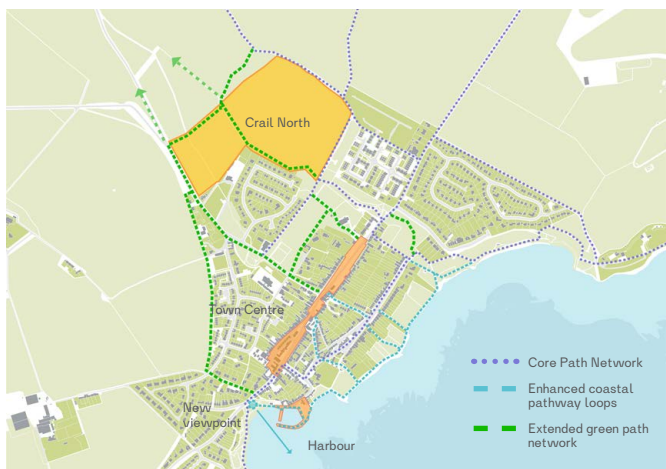 Crail North
Town Centre
New
viewpoint
Harbour
Core Path Network
Enhanced coastal
pathway loops
Extended green path
network